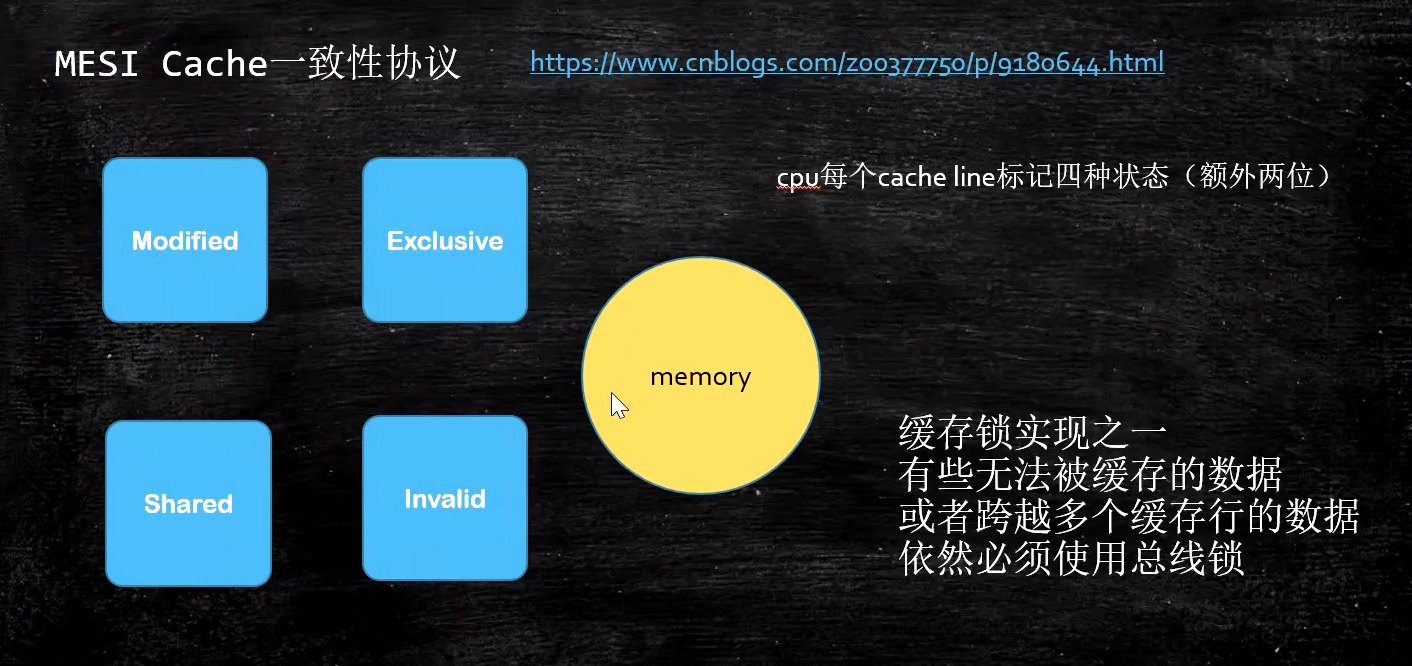 MESI Cache一致性协议
https://www.cnblogs.com/z00377750/p/9180644.html
cpu每个cache line标记四种状态（额外两位）
Modified
Exclusive
memory
Shared
Invalid
缓存锁实现之一
有些无法被缓存的数据
或者跨越多个缓存行的数据
依然必须使用总线锁